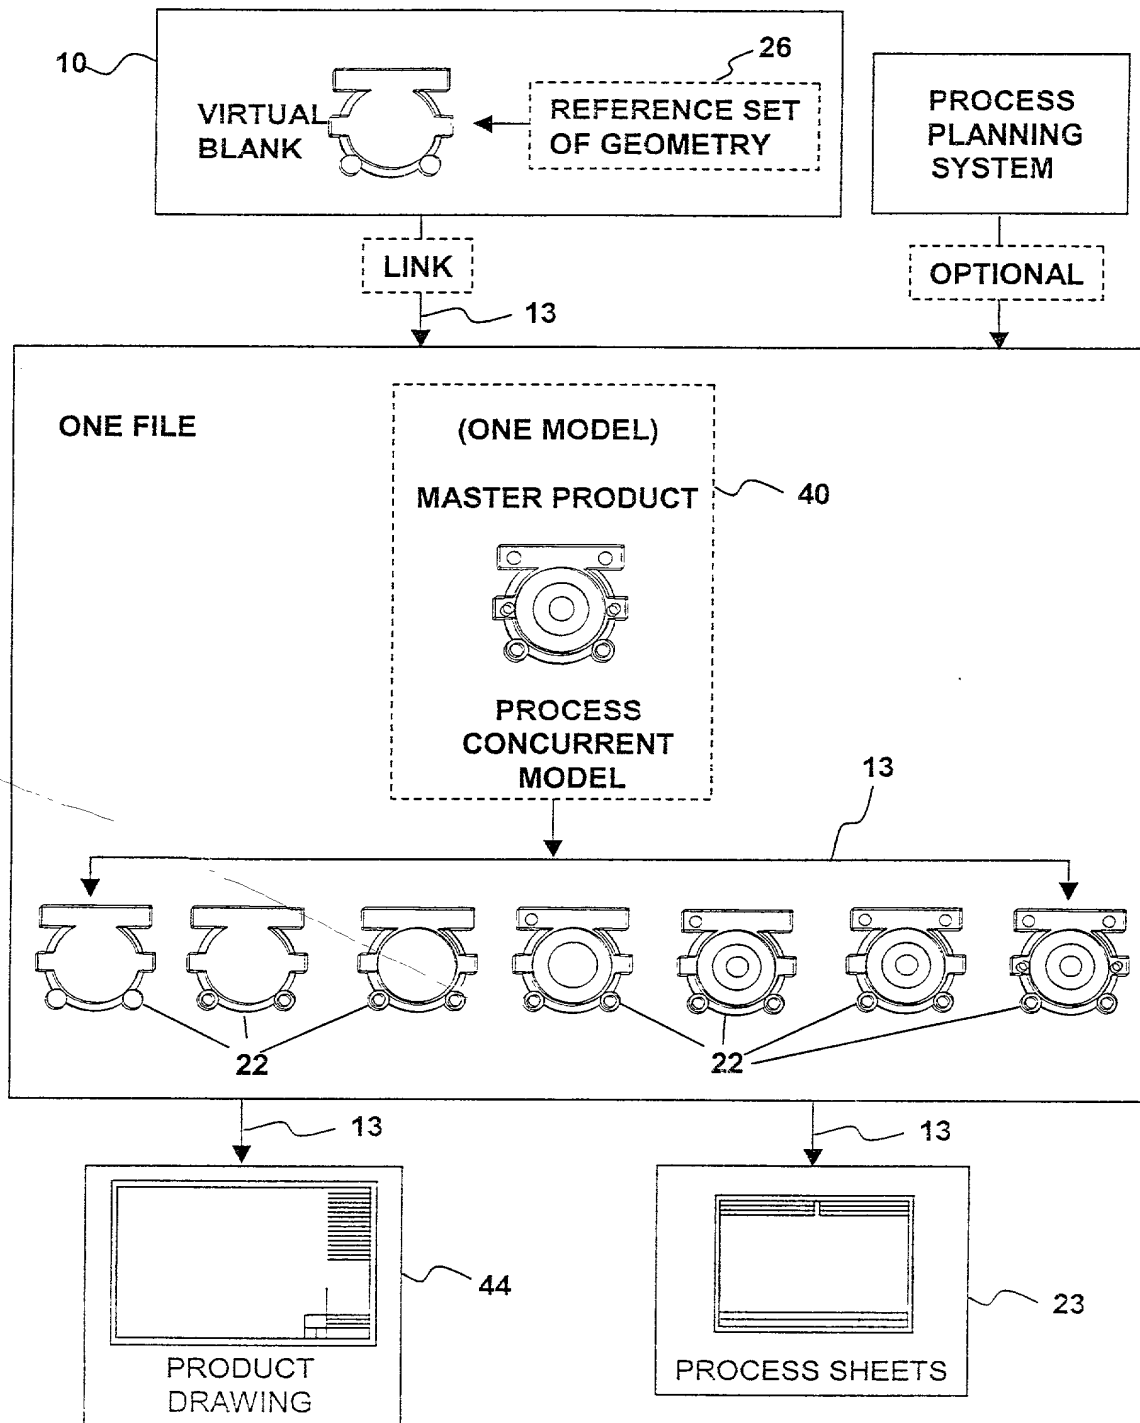 10
26
VIRTUAL
BLANK
REFERENCE SET
OF GEOMETRY
PROCESS
PLANNING
SYSTEM
LINK
OPTIONAL
13
ONE FILE
(ONE MODEL)
MASTER PRODUCT
40
PROCESS
CONCURRENT
MODEL
13
22
22
13
13
44
23
PRODUCT
DRAWING
PROCESS SHEETS